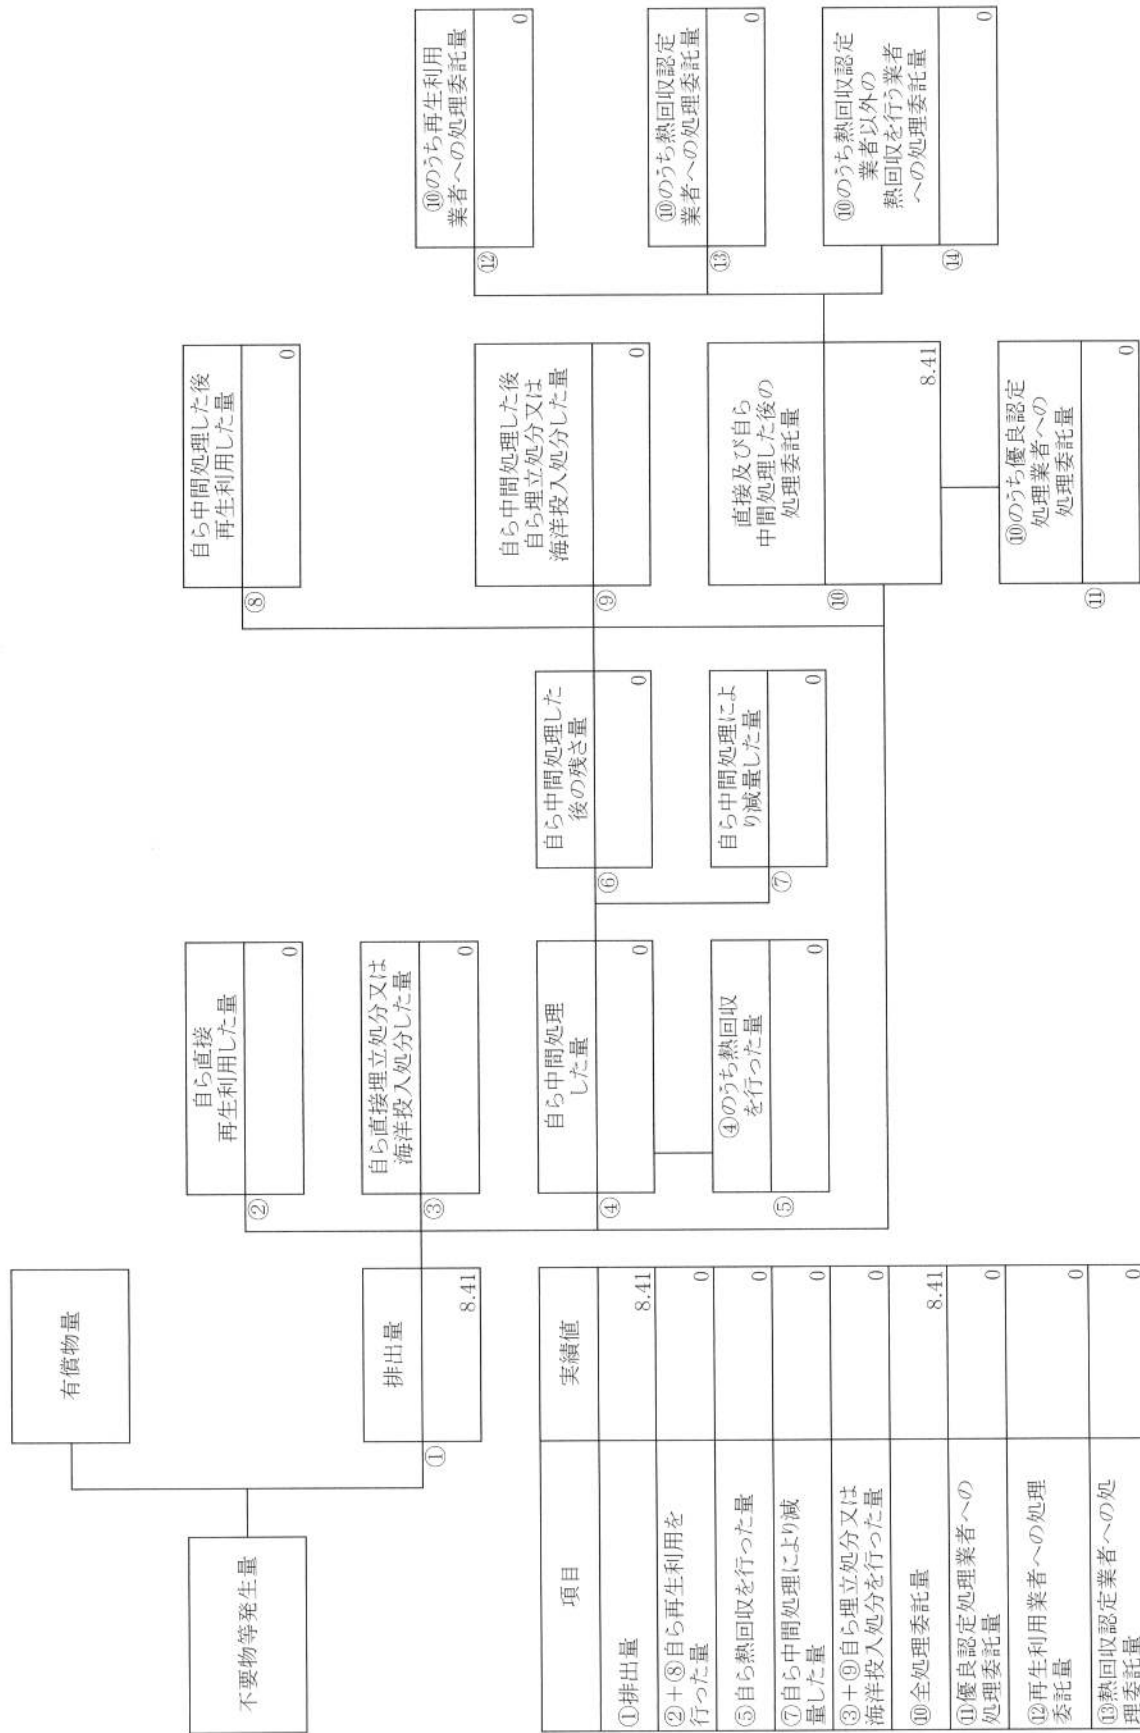 不要物等発生量
有償物量
排出量
①
8.41
自ら直接
再生利用した量
②
0
自ら直接埋立処分又は
海洋投入処分した量
③
0
自ら中間処理
した量
④
0
④のうち熱回収
を行った量
⑤
0
自ら中間処理した
後の残さ量
⑥
0
自ら中間処理によ
り減量した量
⑦
0
自ら中間処理した後
再生利用した量
⑧
0
自ら中間処理した後
自ら埋立処分又は
海洋投入処分した量
⑨
0
直接及び自ら
中間処理した後の
処理委託量
⑩
8.41
⑩のうち優良認定
処理業者への
処理委託量
⑪
0
⑩のうち再生利用
業者への処理委託量
⑫
0
⑩のうち熱回収認定
業者への処理委託量
⑬
0
⑩のうち熱回収認定
業者以外の
熱回収を行う業者
への処理委託量
⑭
0
項目
実績値
①排出量
8.41
②+⑧自ら再生利用を
行った量
0
⑤自ら熱回収を行った量
0
⑦自ら中間処理により減
量した量
0
③+⑨自ら埋立処分又は
海洋投入処分を行った量
0
⑩全処理委託量
8.41
⑪優良認定処理業者への
処理委託量
0
⑫再生利用業者への処理
委託量
0
⑬熱回収認定業者への処
理委託量
0